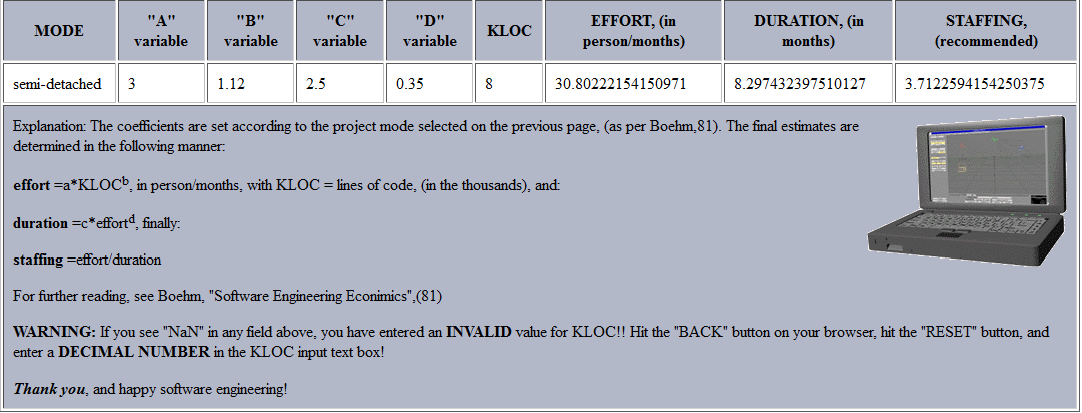 MODE "A" variable "B" variable "C" variable "D" variable KLOC EFFORT, (in person/months) DURATION, (in months) STAFFING, (recommended)
semi-detached 3 1.12 2.5 0.35 8 30.80222154150971 8.297432397510127 3.7122594154250375
Explanation: The coefficients are set according to the project mode selected on the previous page, (as per Boehm,81). The final estimates are
determined in the following manner:
effort =a*KLOCb, in person/months, with KLOC = lines of code, (in the thousands), and:
duration =c*effortd, finally:
staffing =effort/duration
For further reading, see Boehm, "Software Engineering Econimics",(81)
WARNING: If you see "NaN" in any field above, you have entered an INVALID value for KLOC!! Hit the "BACK" button on your browser, hit the "RESET" button, and
enter a DECIMAL NUMBER in the KLOC input text box!
Thank you, and happy software engineering!